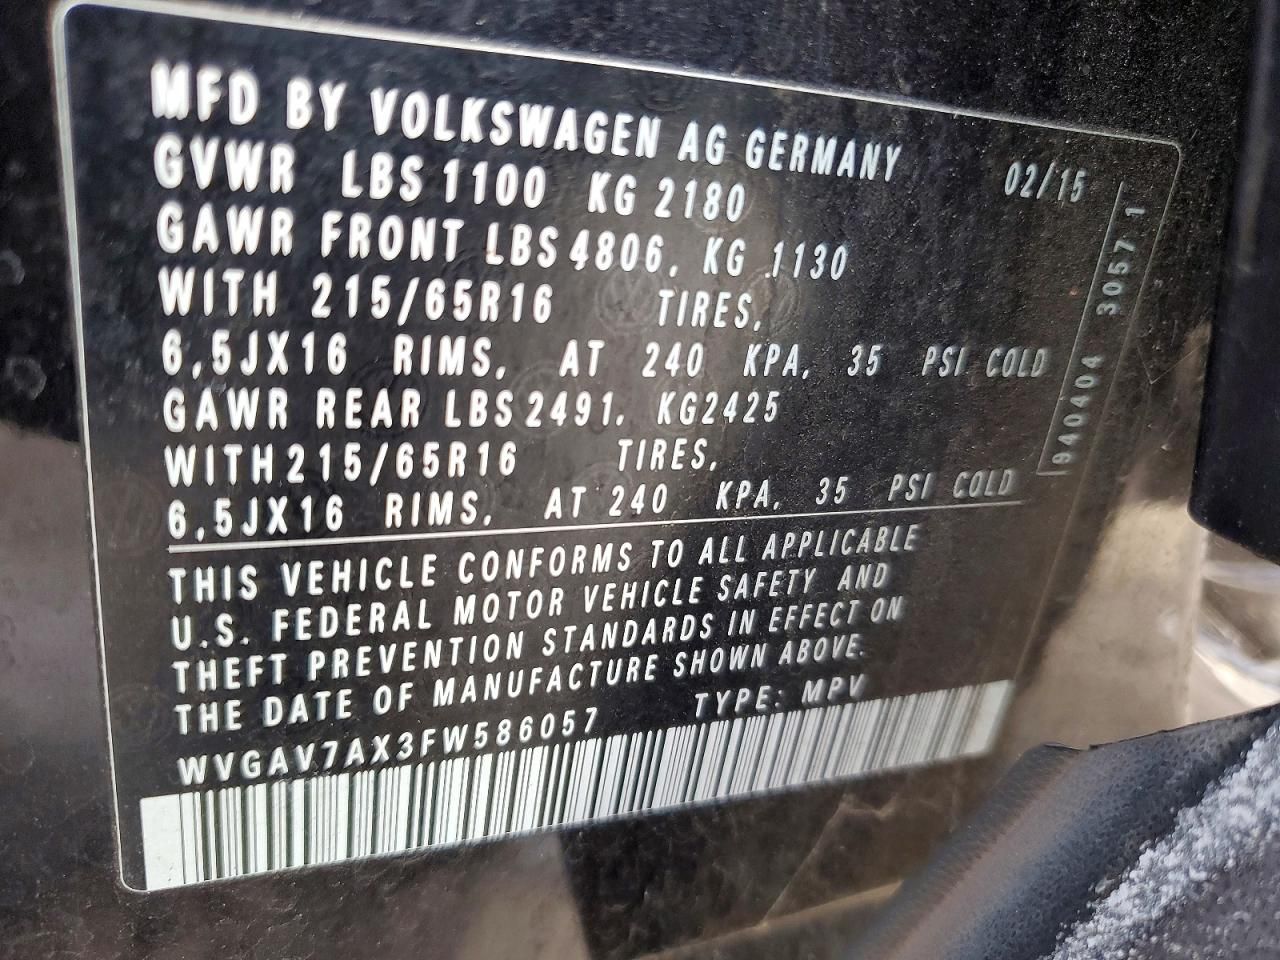 MFD BY VOLKSWAGEN AG GERMANY 02/15
GVWR LBS 1100 KG 2180
GAWR FRONT LBS 4806, KG 1130
WITH 215/65R16 TIRES,
6,5JX16 RIMS, AT 240 KPA, 35 PSI COLD
GAWR REAR LBS 2491, KG2425
WITH 215/65R16 TIRES,
6,5JX16 RIMS, AT 240 KPA, 35 PSI COLD
940404 30571
THIS VEHICLE CONFORMS TO ALL APPLICABLE
U.S. FEDERAL MOTOR VEHICLE SAFETY AND
THEFT PREVENTION STANDARDS IN EFFECT ON
THE DATE OF MANUFACTURE SHOWN ABOVE.
WVGAV7AX3FW586057 TYPE: MPV